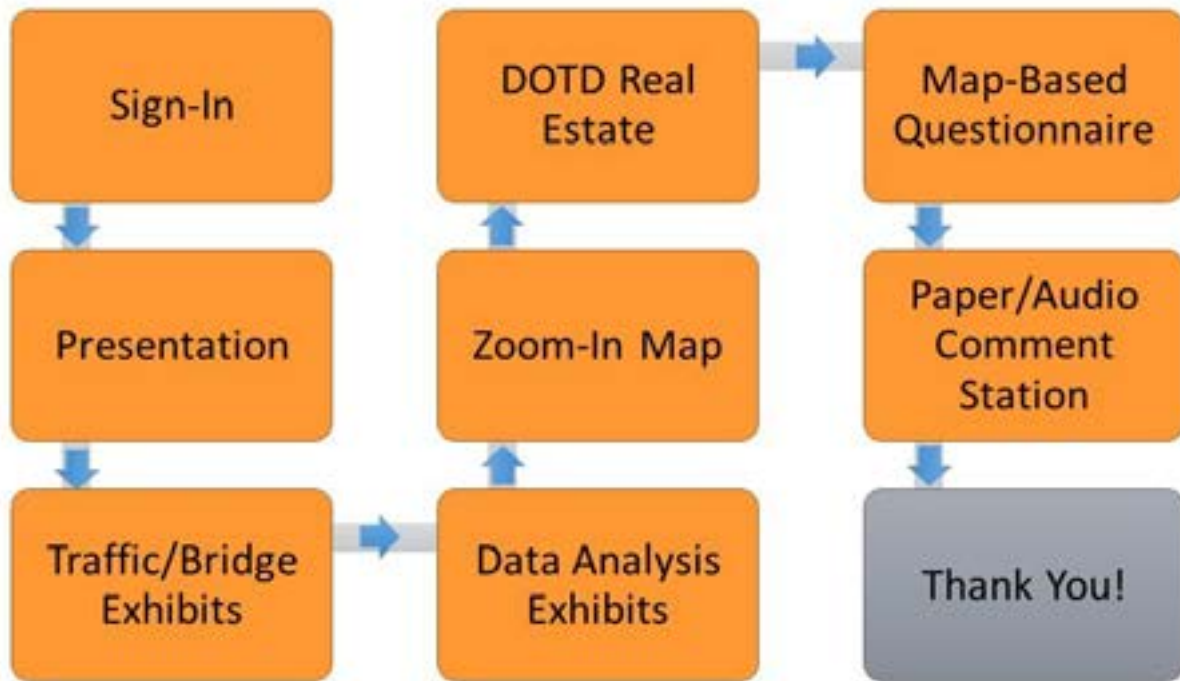 Sign-In
Presentation
Traffic/Bridge
Exhibits
Data Analysis
Exhibits
Zoom-In Map
DOTD Real
Estate
Map-Based
Questionnaire
Paper/Audio
Comment
Station
Thank You!